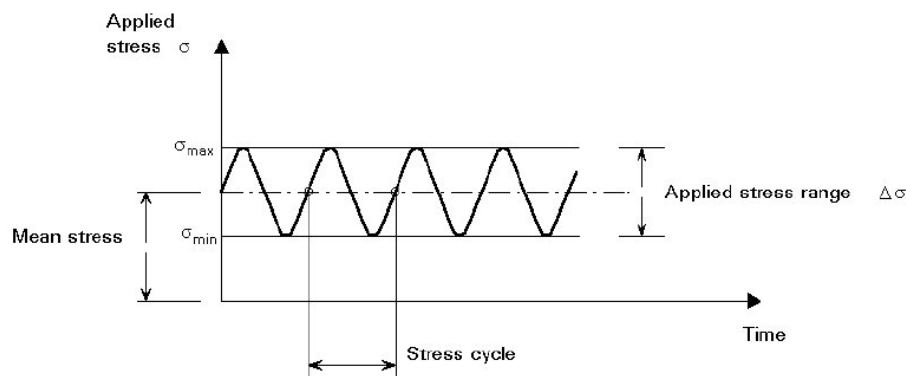 Applied
stress σ
σmax
Applied stress range Δσ
Mean stress
σmin
Time
Stress cycle